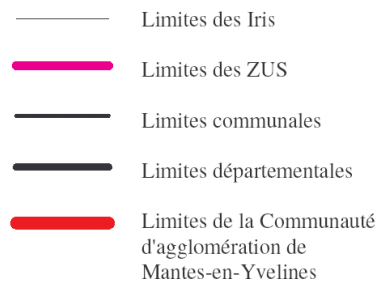 Limites des Iris
Limites des ZUS
Limites communales
Limites départementales
Limites de la Communauté
d'agglomération de
Mantes-en-Yvelines